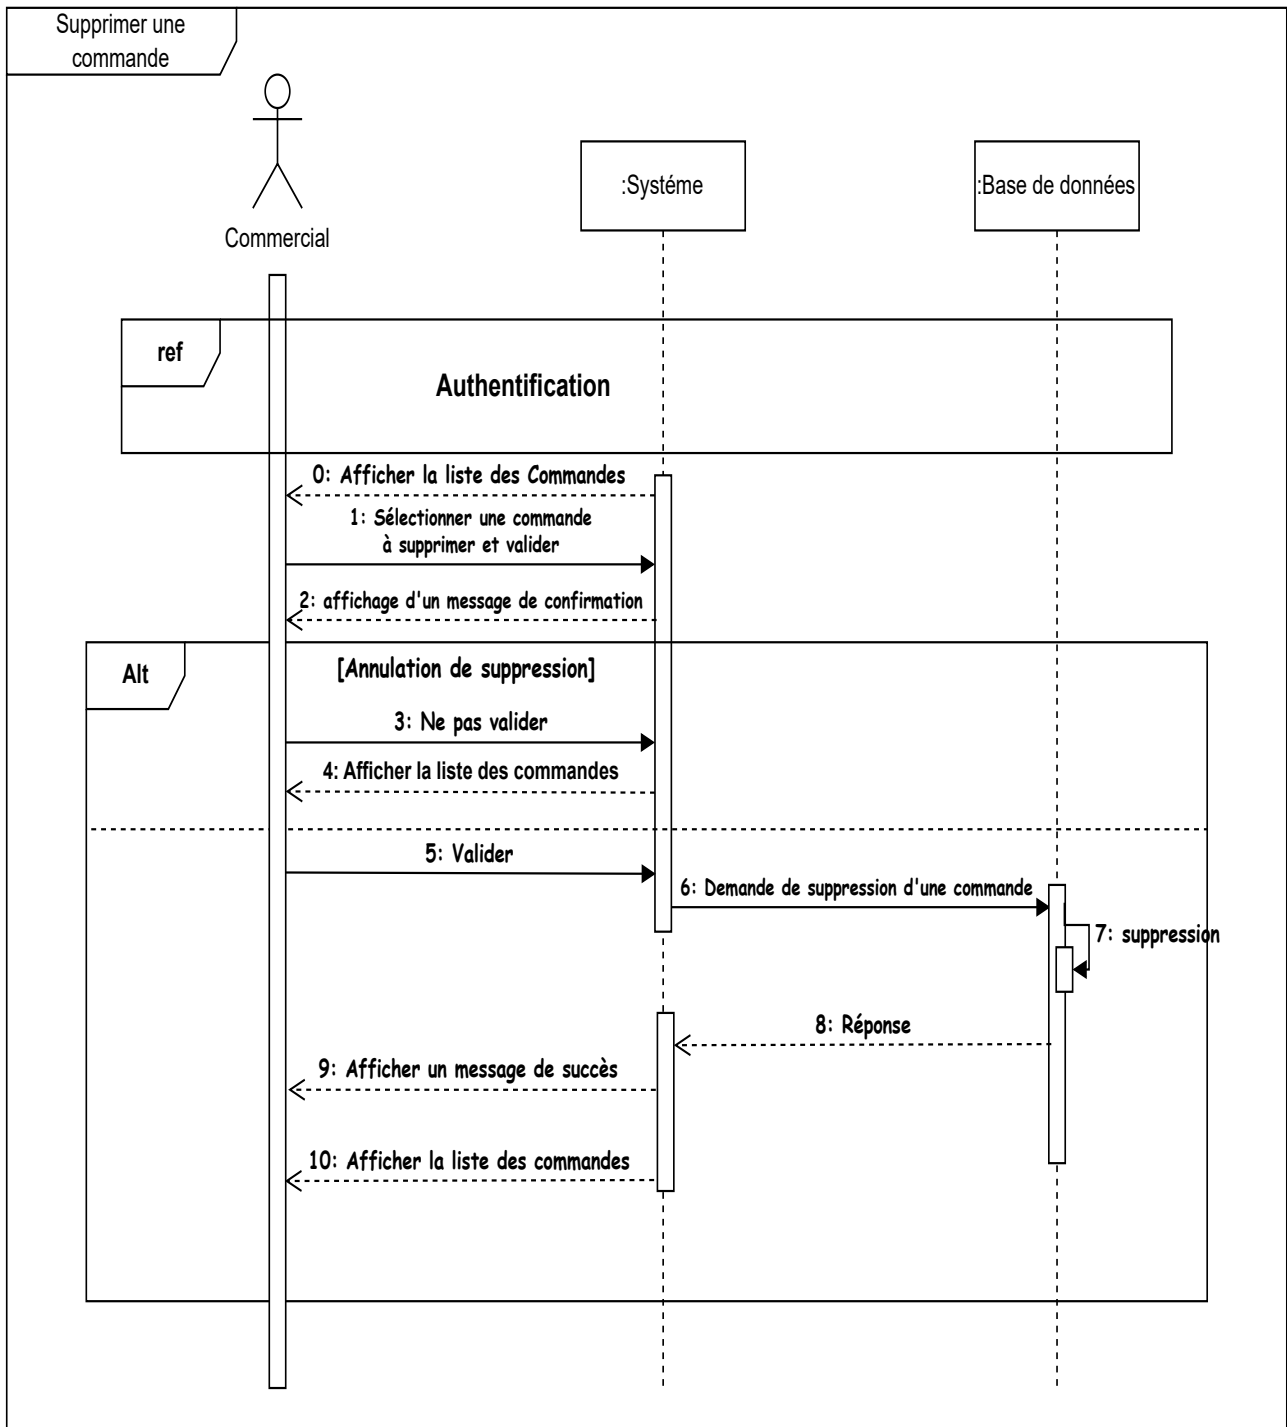 Supprimer une
commande
:Systéme
:Base de données
Commercial
ref
Authentification
0: Afficher la liste des Commandes
1: Sélectionner une commande
à supprimer et valider
2: affichage d'un message de confirmation
Alt
[Annulation de suppression]
3: Ne pas valider
4: Afficher la liste des commandes
5: Valider
6: Demande de suppression d'une commande
7: suppression
8: Réponse
9: Afficher un message de succès
10: Afficher la liste des commandes